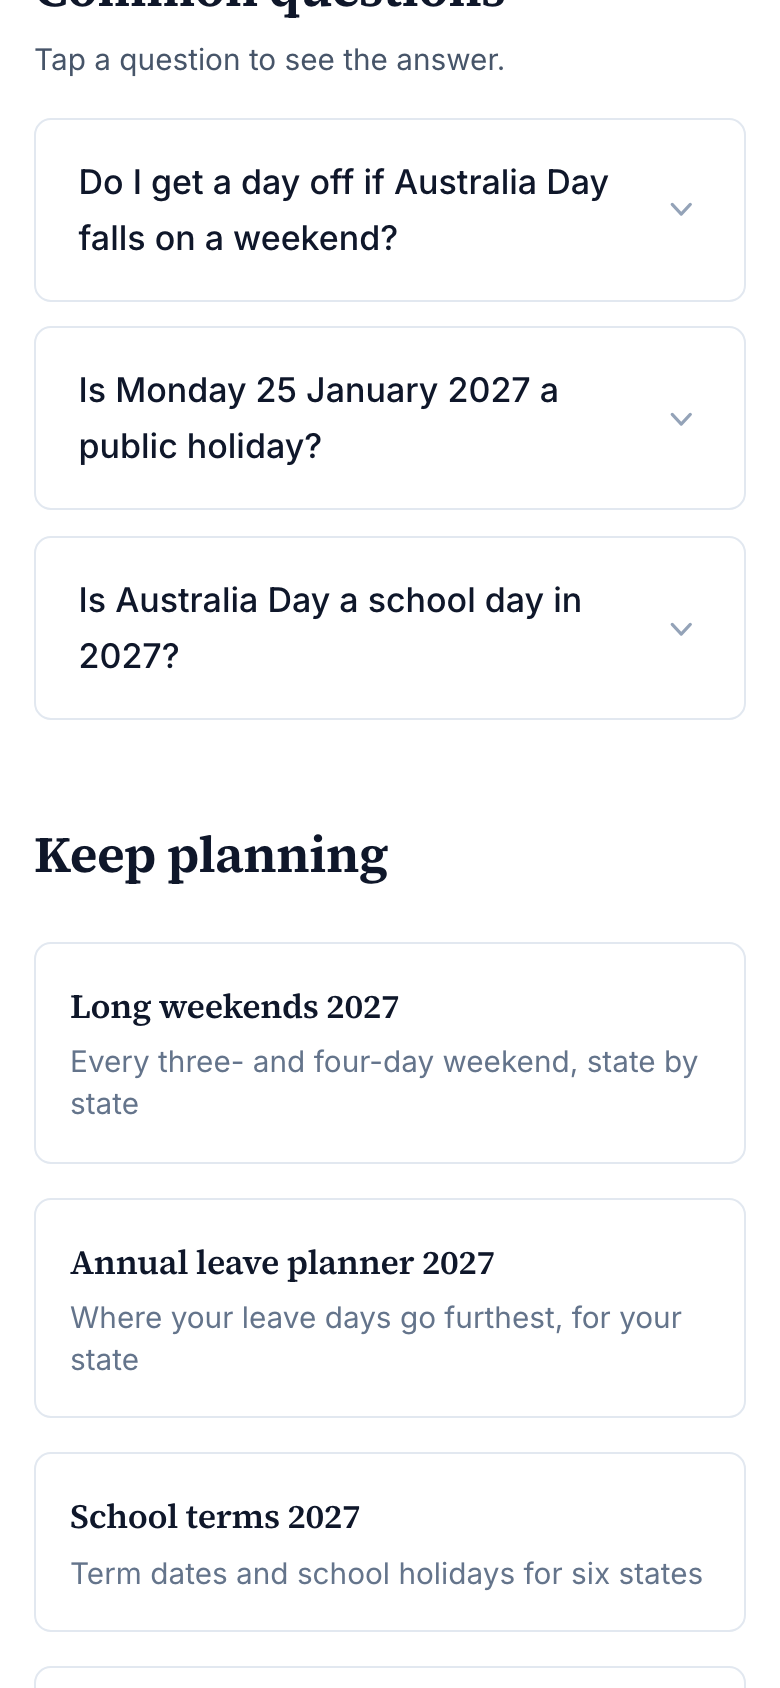 Common questions
Tap a question to see the answer.
Do I get a day off if Australia Day
falls on a weekend?
Is Monday 25 January 2027 a
public holiday?
Is Australia Day a school day in
2027?
Keep planning
Long weekends 2027
Every three- and four-day weekend, state by
state
Annual leave planner 2027
Where your leave days go furthest, for your
state
School terms 2027
Term dates and school holidays for six states